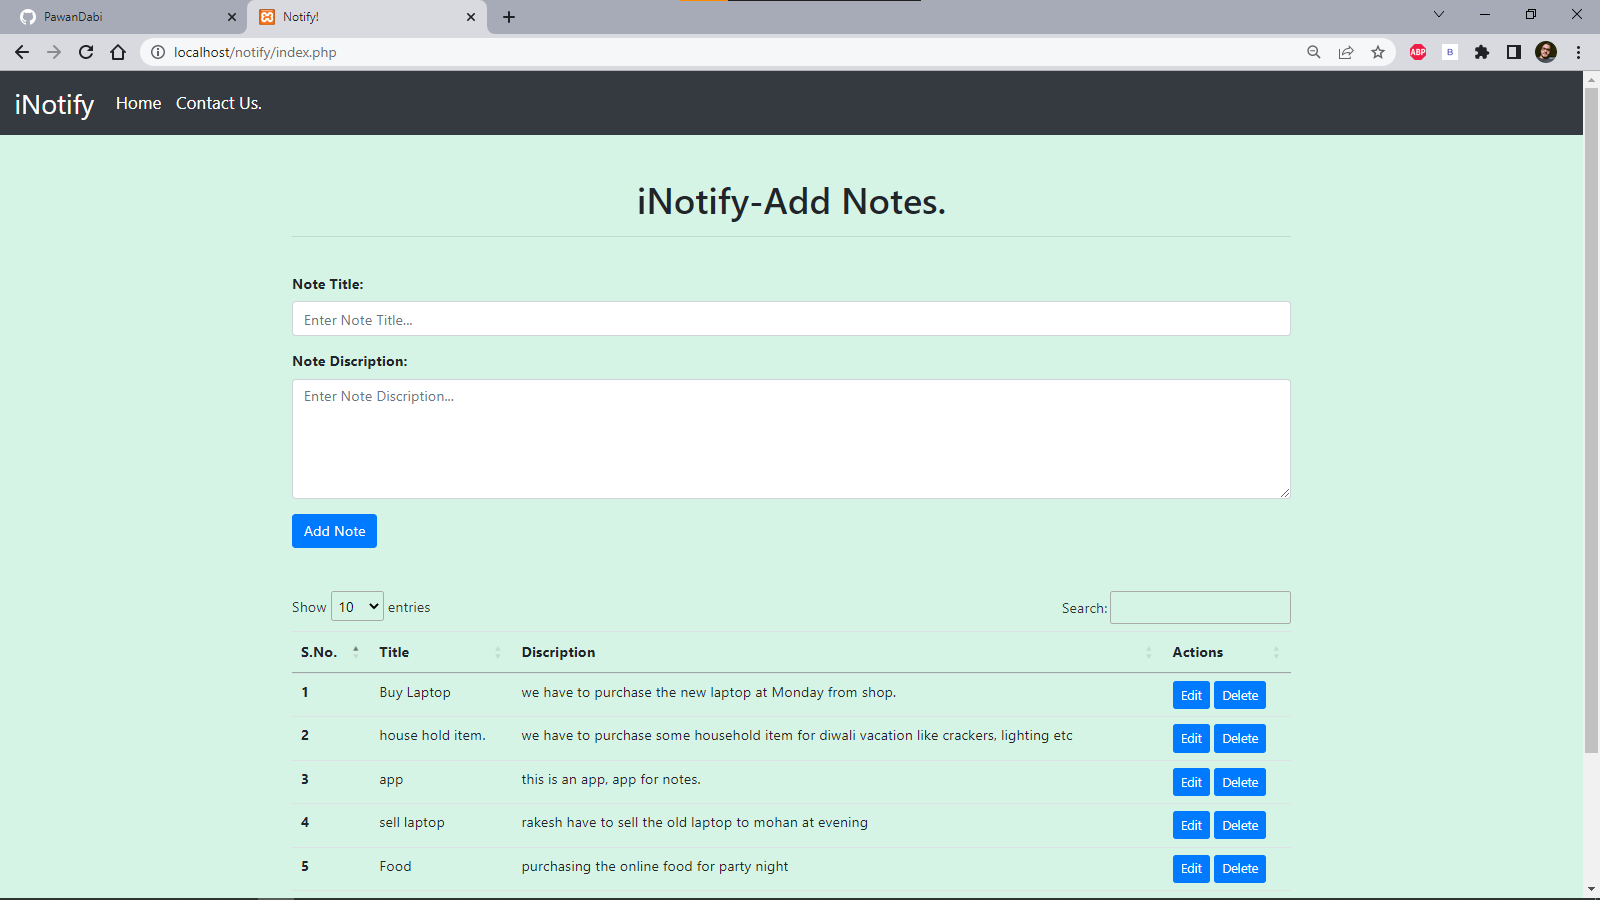 PawanDabi
Notify!
localhost/notify/index.php
ABP
B
iNotify Home Contact Us.
iNotify-Add Notes.
Note Title:
Enter Note Title...
Note Discription:
Enter Note Discription...
Add Note
Show 10 entries Search:
S.No. Title Discription Actions
1 Buy Laptop we have to purchase the new laptop at Monday from shop. Edit Delete
2 house hold item. we have to purchase some household item for diwali vacation like crackers, lighting etc Edit Delete
3 app this is an app, app for notes. Edit Delete
4 sell laptop rakesh have to sell the old laptop to mohan at evening Edit Delete
5 Food purchasing the online food for party night Edit Delete